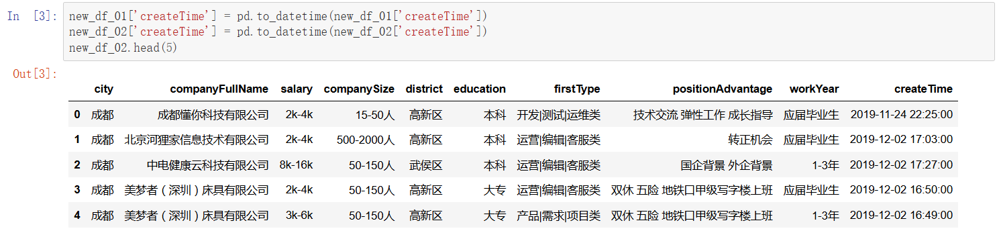 In [3]: new_df_01['createTime'] = pd.to_datetime(new_df_01['createTime'])
new_df_02['createTime'] = pd.to_datetime(new_df_02['createTime'])
new_df_02.head(5)
Out[3]:
city companyFullName salary companySize district education firstType positionAdvantage workYear createTime
0 成都 成都懂你科技有限公司 2k-4k 15-50人 高新区 本科 开发|测试|运维类 技术交流 弹性工作 成长指导 应届毕业生 2019-11-24 22:25:00
1 成都 北京河狸家信息技术有限公司 2k-4k 500-2000人 高新区 本科 运营|编辑|客服类 转正机会 应届毕业生 2019-12-02 17:03:00
2 成都 中电健康云科技有限公司 8k-16k 50-150人 武侯区 本科 运营|编辑|客服类 国企背景 外企背景 1-3年 2019-12-02 17:27:00
3 成都 美梦者（深圳）床具有限公司 2k-4k 50-150人 高新区 大专 运营|编辑|客服类 双休 五险 地铁口甲级写字楼上班 应届毕业生 2019-12-02 16:50:00
4 成都 美梦者（深圳）床具有限公司 3k-6k 50-150人 高新区 大专 产品|需求|项目类 双休 五险 地铁口甲级写字楼上班 1-3年 2019-12-02 16:49:00